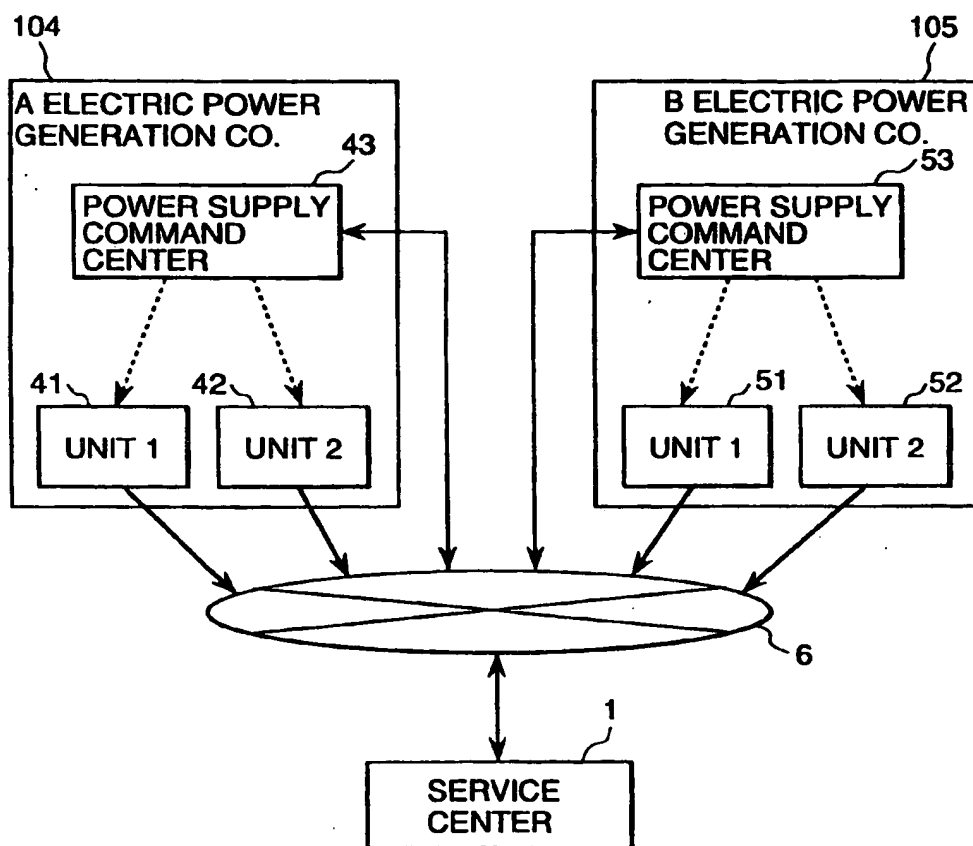 104
105
A ELECTRIC POWER
GENERATION CO.
B ELECTRIC POWER
GENERATION CO.
43
53
POWER SUPPLY
COMMAND
CENTER
POWER SUPPLY
COMMAND
CENTER
41
42
51
52
UNIT 1
UNIT 2
UNIT 1
UNIT 2
6
1
SERVICE
CENTER